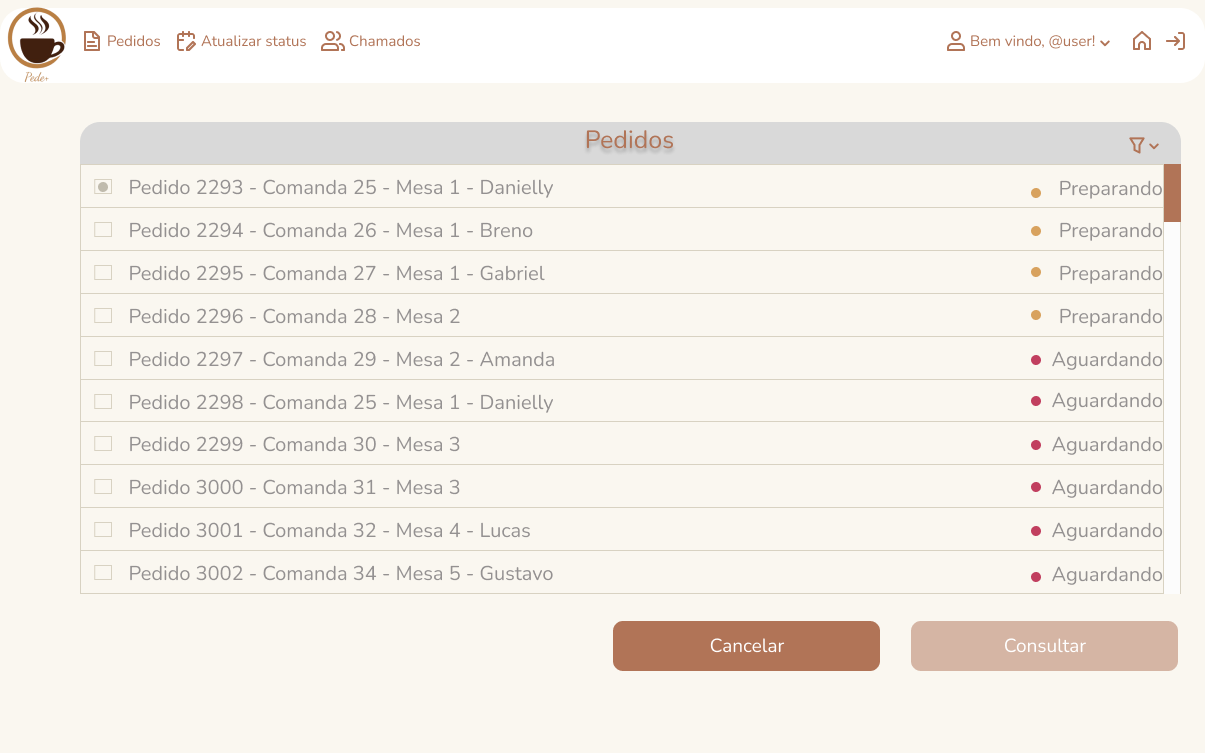 Pedidos Atualizar status Chamados Bem vindo, @user!
Pede+
Pedidos
Pedido 2293 - Comanda 25 - Mesa 1 - Danielly Preparando
Pedido 2294 - Comanda 26 - Mesa 1 - Breno Preparando
Pedido 2295 - Comanda 27 - Mesa 1 - Gabriel Preparando
Pedido 2296 - Comanda 28 - Mesa 2 Preparando
Pedido 2297 - Comanda 29 - Mesa 2 - Amanda Aguardando
Pedido 2298 - Comanda 25 - Mesa 1 - Danielly Aguardando
Pedido 2299 - Comanda 30 - Mesa 3 Aguardando
Pedido 3000 - Comanda 31 - Mesa 3 Aguardando
Pedido 3001 - Comanda 32 - Mesa 4 - Lucas Aguardando
Pedido 3002 - Comanda 34 - Mesa 5 - Gustavo Aguardando
Cancelar Consultar